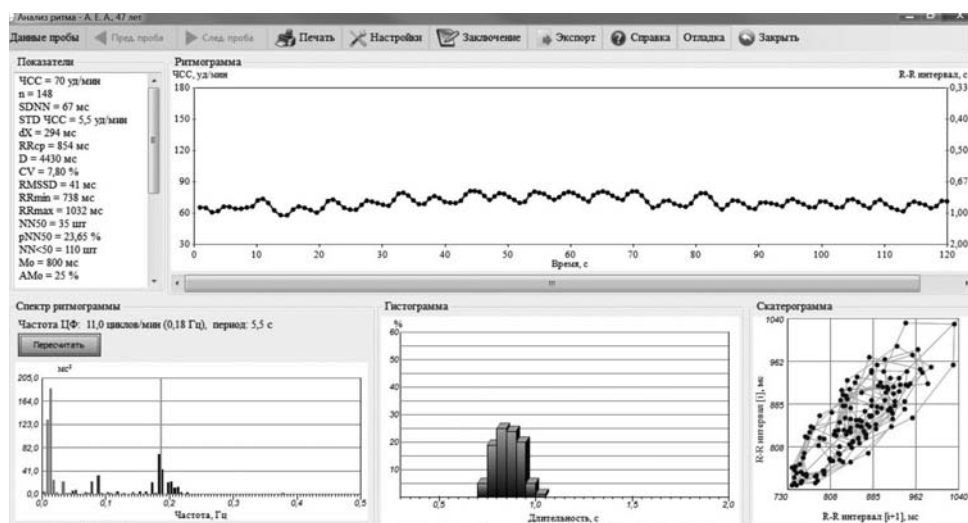 Анализ ритма - А. Е. А., 47 лет
Данные пробы Пред. проба След. проба Печать Настройки Заключение Экспорт Справка Отладка Закрыть
Показатели
ЧСС = 70 уд/мин
n = 148
SDNN = 67 мс
STD ЧСС = 5,5 уд/мин
dX = 294 мс
RRср = 854 мс
D = 4430 мс
CV = 7,80 %
RMSSD = 41 мс
RRmin = 738 мс
RRmax = 1032 мс
NN50 = 35 шт
pNN50 = 23,65 %
NN<50 = 110 шт
Mo = 800 мс
AMo = 25 %
Ритмограмма
ЧСС, уд/мин R-R интервал, с
180 0,33
150 0,40
120 0,50
90 0,67
60 1,00
30 2,00
0 10 20 30 40 50 60 70 80 90 100 110 120
Время, с
Спектр ритмограммы
Частота ЦФ: 11,0 циклов/мин (0,18 Гц), период: 5,5 с
Пересчитать
мс²
205,0
164,0
123,0
82,0
41,0
0,0
0,0 0,1 0,2 0,3 0,4 0,5
Частота, Гц
Гистограмма
%
60
50
40
30
20
10
0,5 1,0 1,5 2,0
Длительность, с
Скатерограмма
R-R интервал [i], мс
1040
962
885
808
730 808 885 962 1040
R-R интервал [i+1], мс